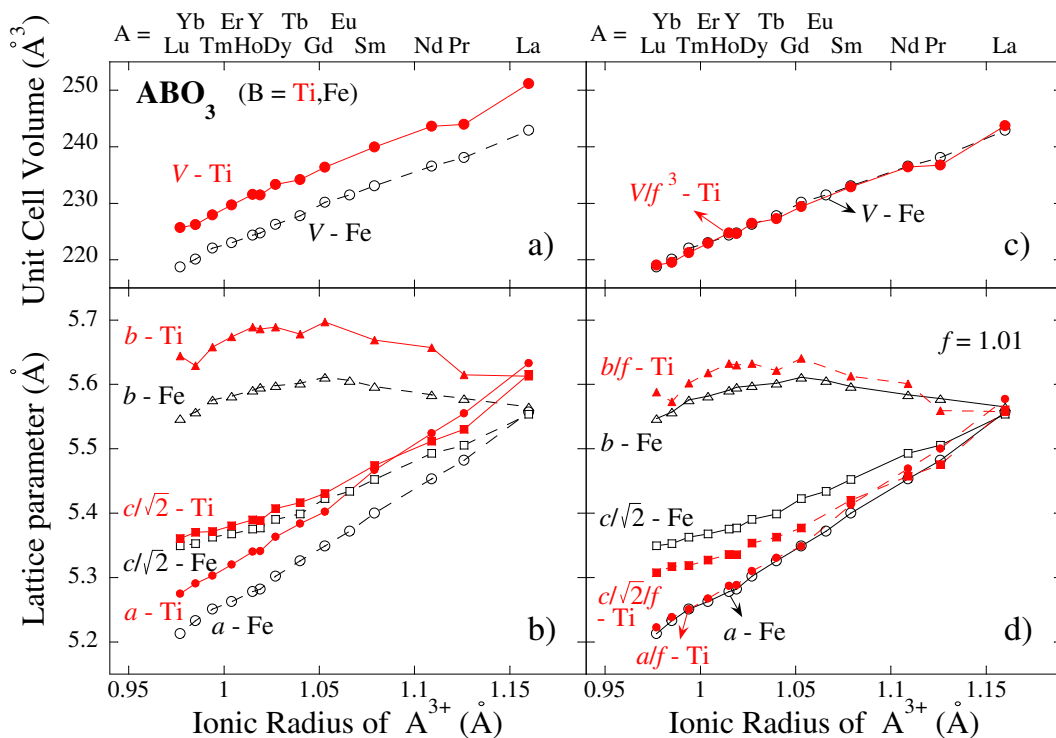 Yb Er Y Tb Eu Yb Er Y Tb Eu
A = Lu Tm Ho Dy Gd Sm Nd Pr La A = Lu Tm Ho Dy Gd Sm Nd Pr La
Unit Cell Volume (Å³)
250
240
230
220
ABO₃ (B = Ti,Fe)
V - Ti
V - Fe
a)
V/f ³ - Ti
V - Fe
c)
Lattice parameter (Å)
5.7
5.6
5.5
5.4
5.3
5.2
b - Ti
b - Fe
c/√2 - Ti
c/√2 - Fe
a - Ti
a - Fe
b)
f = 1.01
b/f - Ti
b - Fe
c/√2 - Fe
c/√2/f
- Ti
a - Fe
a/f - Ti
d)
0.95 1 1.05 1.1 1.15 0.95 1 1.05 1.1 1.15
Ionic Radius of A³⁺ (Å) Ionic Radius of A³⁺ (Å)